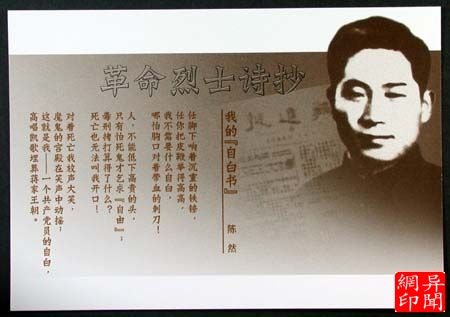 革命烈士诗抄
我的『自白书』
陈然
任脚下响着沉重的铁镣,
任你把皮鞭举得高高,
我不需要什么自白,
哪怕胸口对着带血的刺刀!
人,不能低下高贵的头,
只有怕死鬼才乞求『自由』;
毒刑拷打算得了什么?
死亡也无法叫我开口!
对着死亡我放声大笑,
魔鬼的宫殿在笑声中动摇;
这就是我——一个共产党员的自白,
高唱凯歌埋葬蒋家王朝。
异聞
網印